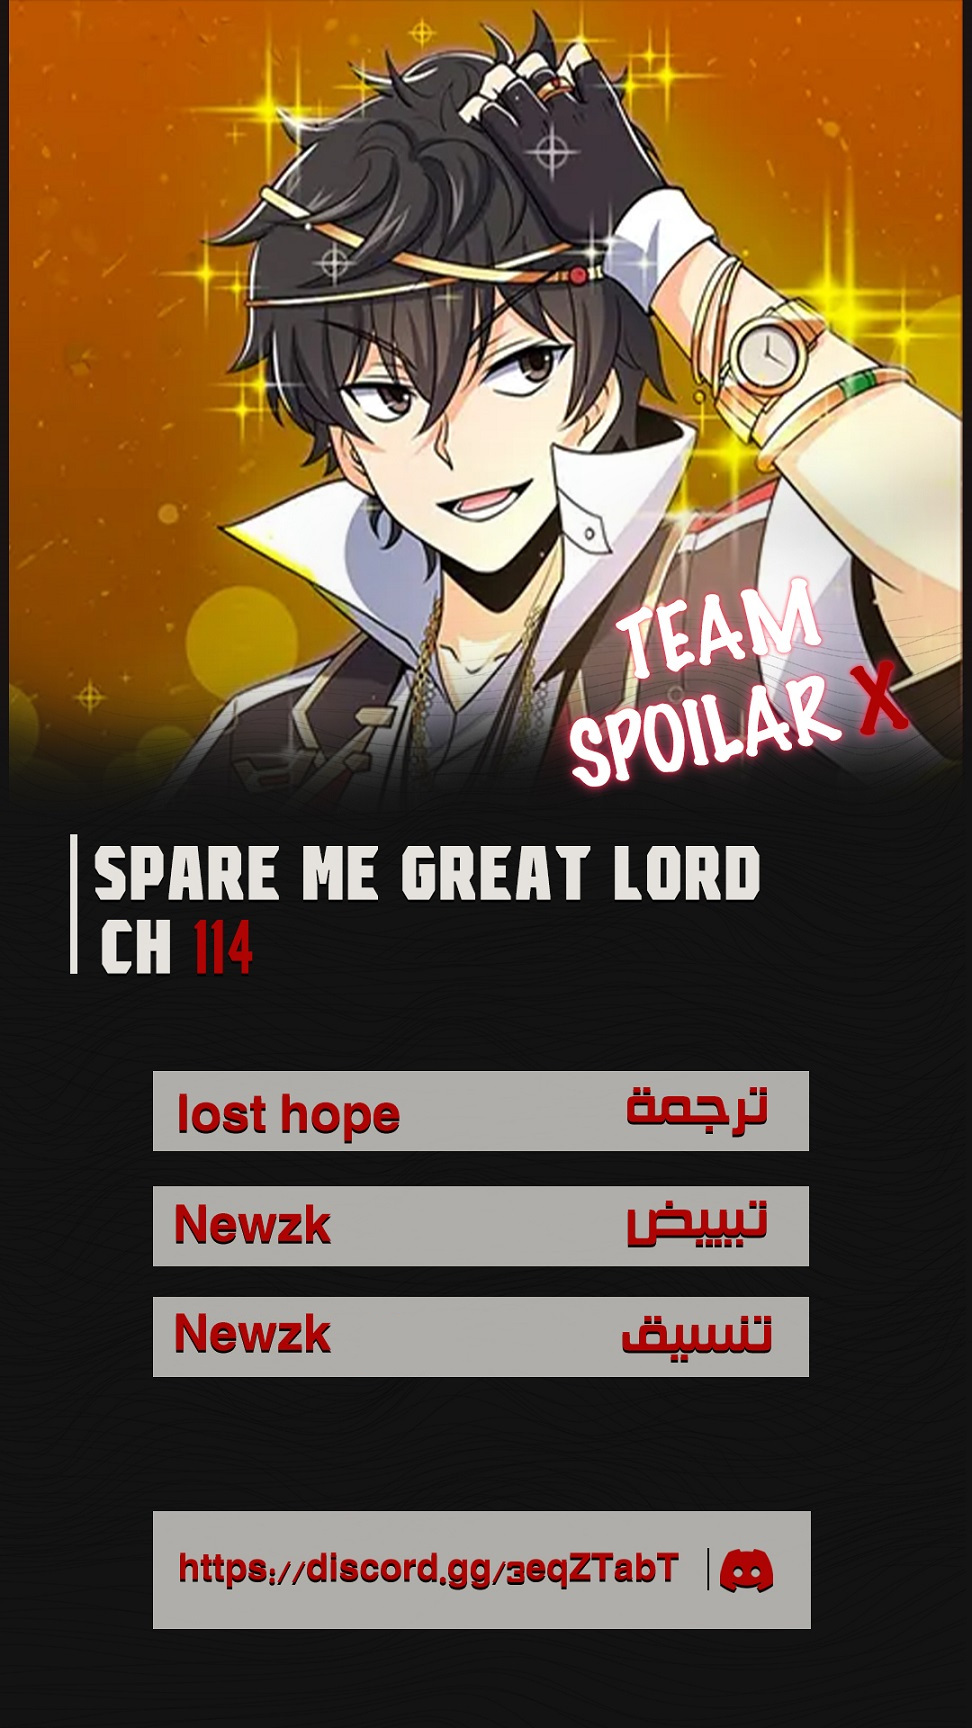 TEAM
SPOILAR X
SPARE ME GREAT LORD
CH 114
lost hope ترجمة
Newzk تبييض
Newzk تنسيق
https://discord.gg/3eqZTabT